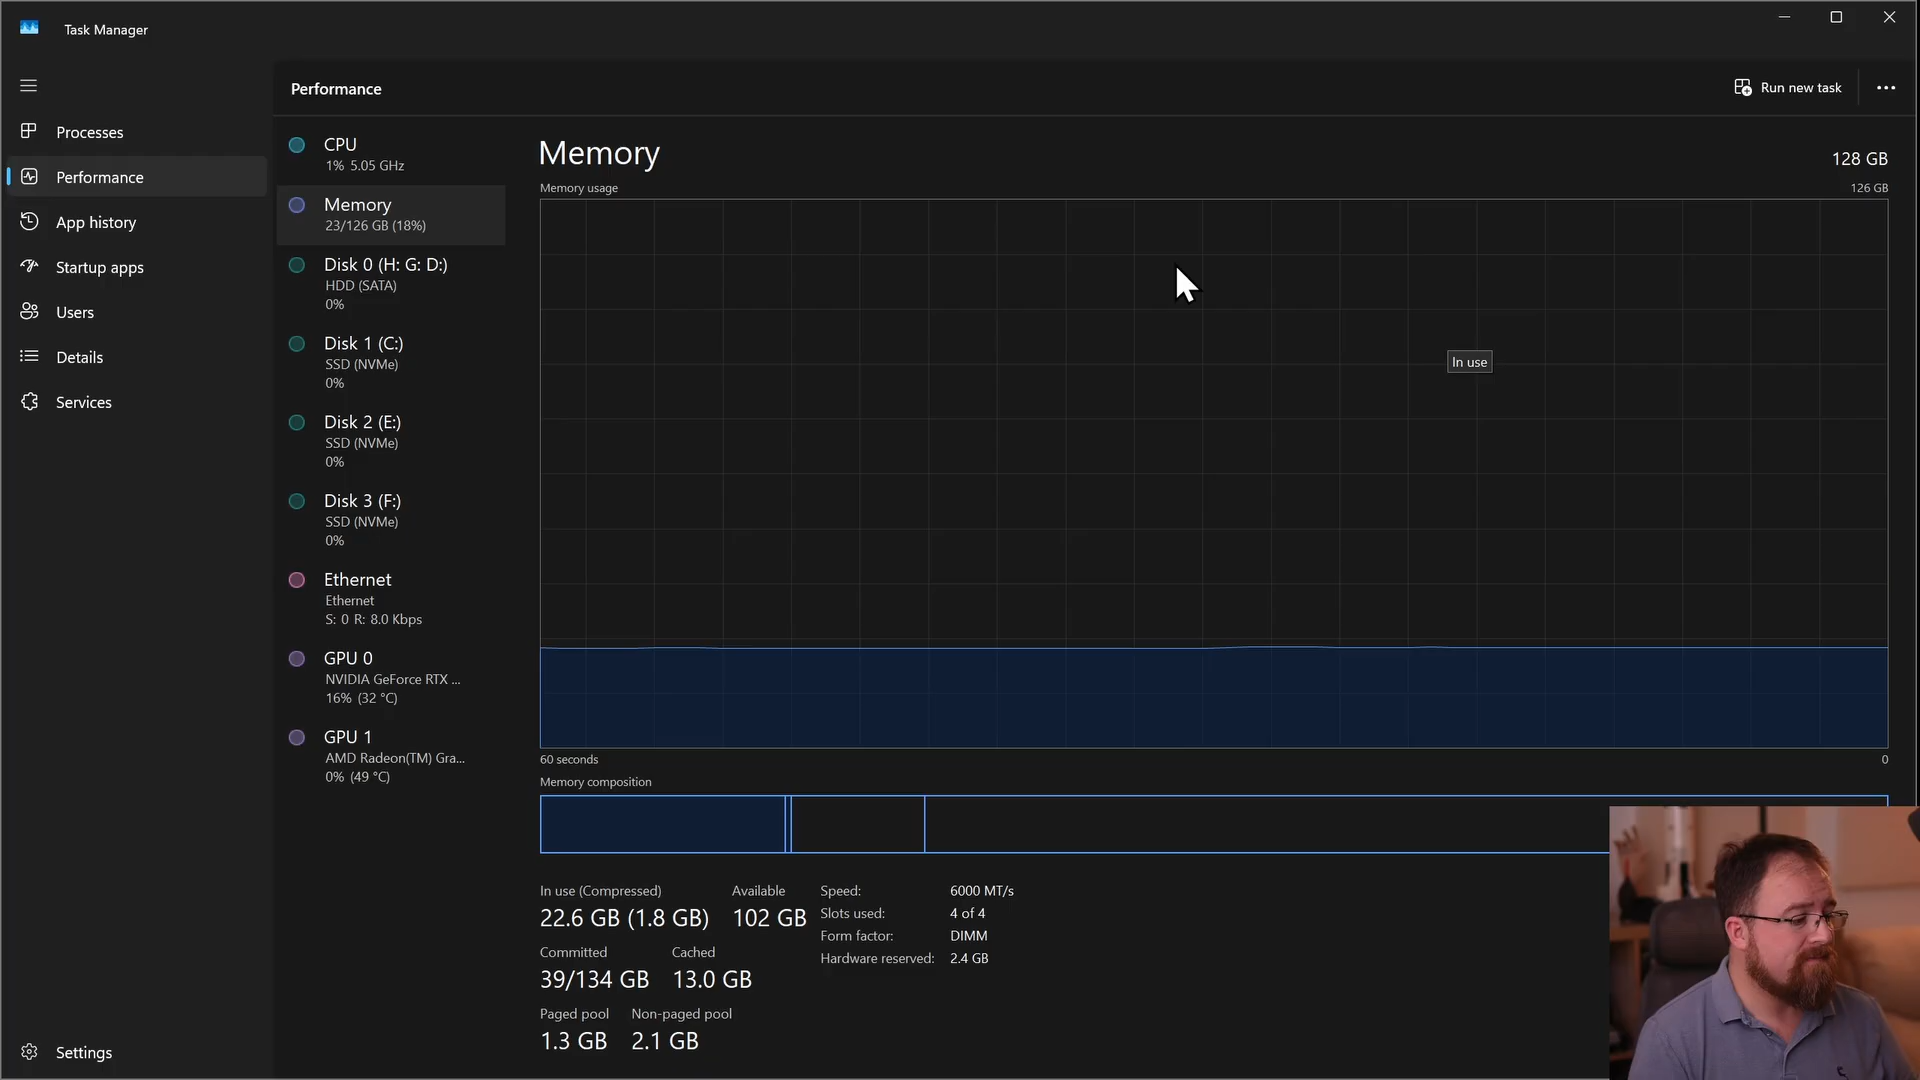 Task Manager
Performance
Run new task
Processes
Performance
App history
Startup apps
Users
Details
Services
Settings
CPU
1% 5.05 GHz
Memory
23/126 GB (18%)
Disk 0 (H: G: D:)
HDD (SATA)
0%
Disk 1 (C:)
SSD (NVMe)
0%
Disk 2 (E:)
SSD (NVMe)
0%
Disk 3 (F:)
SSD (NVMe)
0%
Ethernet
Ethernet
S: 0 R: 8.0 Kbps
GPU 0
NVIDIA GeForce RTX ...
16% (32 °C)
GPU 1
AMD Radeon(TM) Gra...
0% (49 °C)
Memory
128 GB
Memory usage
126 GB
In use
60 seconds
0
Memory composition
In use (Compressed)
22.6 GB (1.8 GB)
Available
102 GB
Committed
39/134 GB
Cached
13.0 GB
Paged pool
1.3 GB
Non-paged pool
2.1 GB
Speed: 6000 MT/s
Slots used: 4 of 4
Form factor: DIMM
Hardware reserved: 2.4 GB